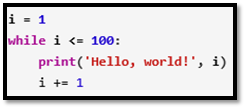 i = 1
while i <= 100:
    print('Hello, world!', i)
    i += 1